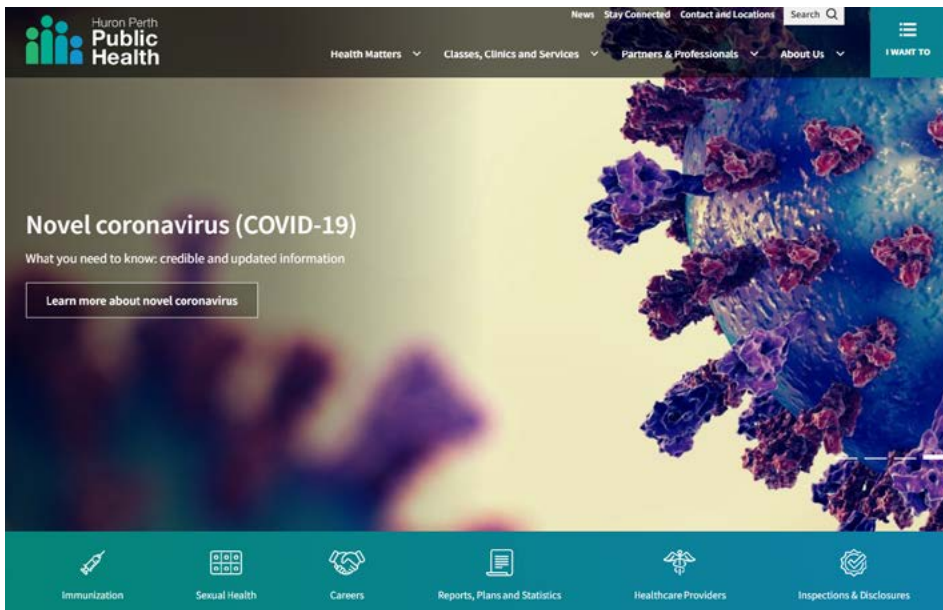 Huron Perth
Public
Health
News Stay Connected Contact and Locations Search
Health Matters Classes, Clinics and Services Partners & Professionals About Us
I WANT TO
Novel coronavirus (COVID-19)
What you need to know: credible and updated information
Learn more about novel coronavirus
Immunization Sexual Health Careers Reports, Plans and Statistics Healthcare Providers Inspections & Disclosures